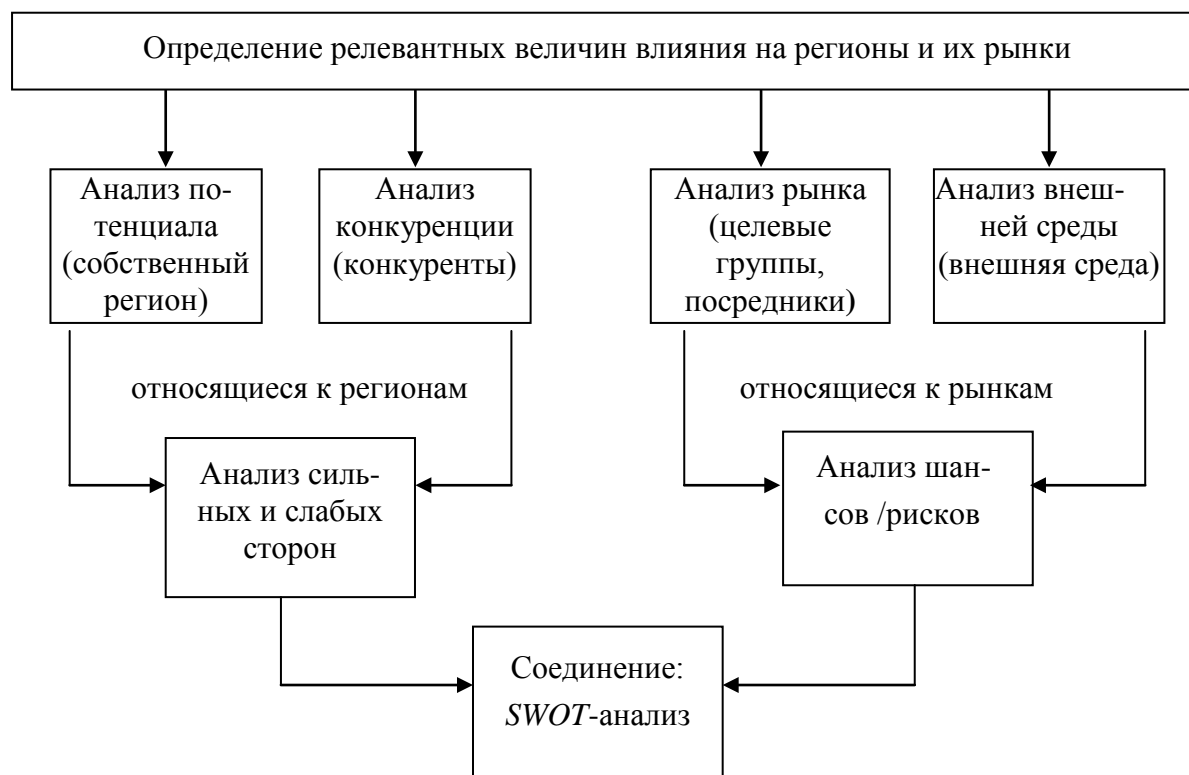 Определение релевантных величин влияния на регионы и их рынки
Анализ по-
тенциала
(собственный
регион)
Анализ
конкуренции
(конкуренты)
Анализ рынка
(целевые
группы,
посредники)
Анализ внеш-
ней среды
(внешняя среда)
относящиеся к регионам
относящиеся к рынкам
Анализ силь-
ных и слабых
сторон
Анализ шан-
сов /рисков
Соединение:
SWOT-анализ